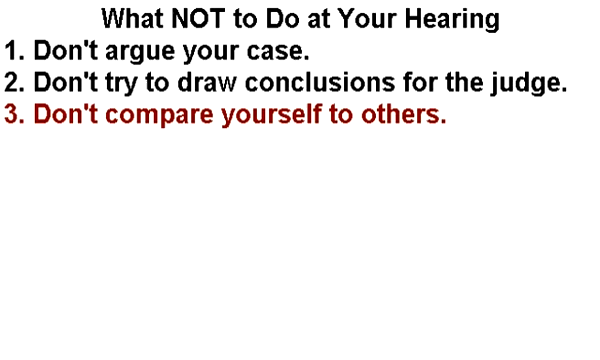 What NOT to Do at Your Hearing
1. Don't argue your case.
2. Don't try to draw conclusions for the judge.
3. Don't compare yourself to others.